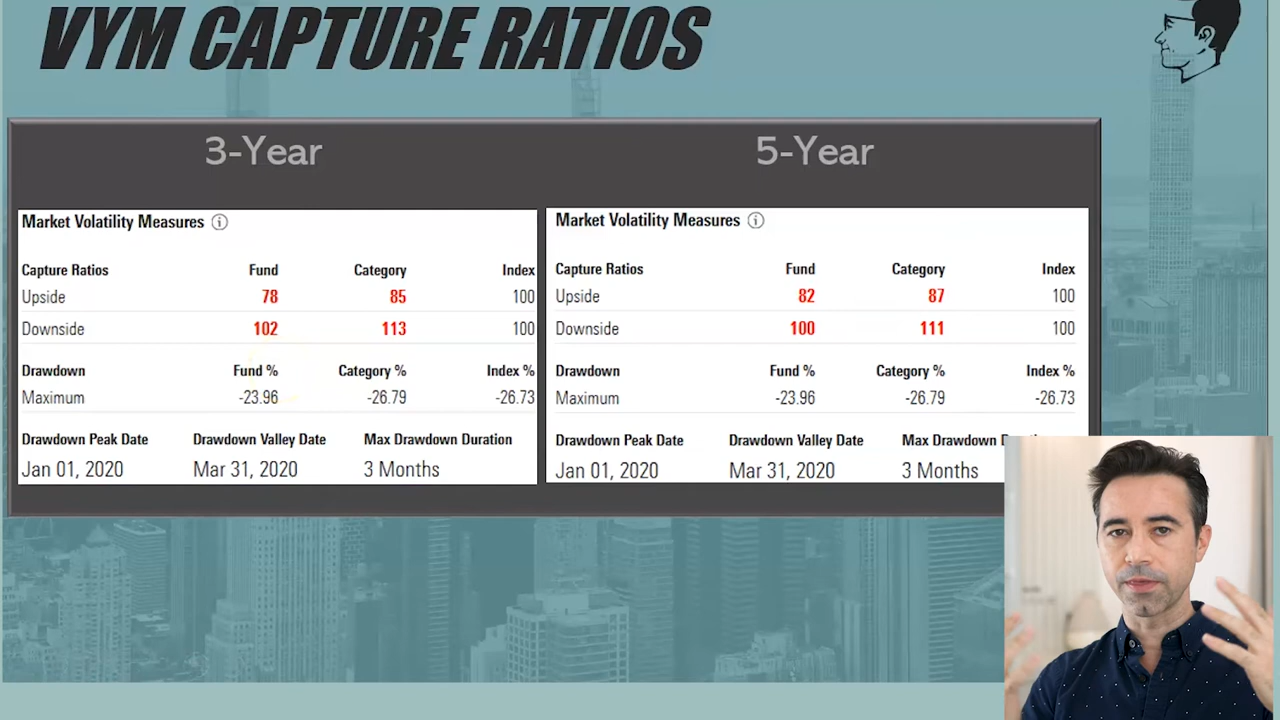 VYM CAPTURE RATIOS
3-Year
5-Year
Market Volatility Measures
Capture Ratios Fund Category Index
Upside 78 85 100
Downside 102 113 100
Drawdown Fund % Category % Index %
Maximum -23.96 -26.79 -26.73
Drawdown Peak Date Drawdown Valley Date Max Drawdown Duration
Jan 01, 2020 Mar 31, 2020 3 Months
Market Volatility Measures
Capture Ratios Fund Category Index
Upside 82 87 100
Downside 100 111 100
Drawdown Fund % Category % Index %
Maximum -23.96 -26.79 -26.73
Drawdown Peak Date Drawdown Valley Date Max Drawdown
Jan 01, 2020 Mar 31, 2020 3 Months